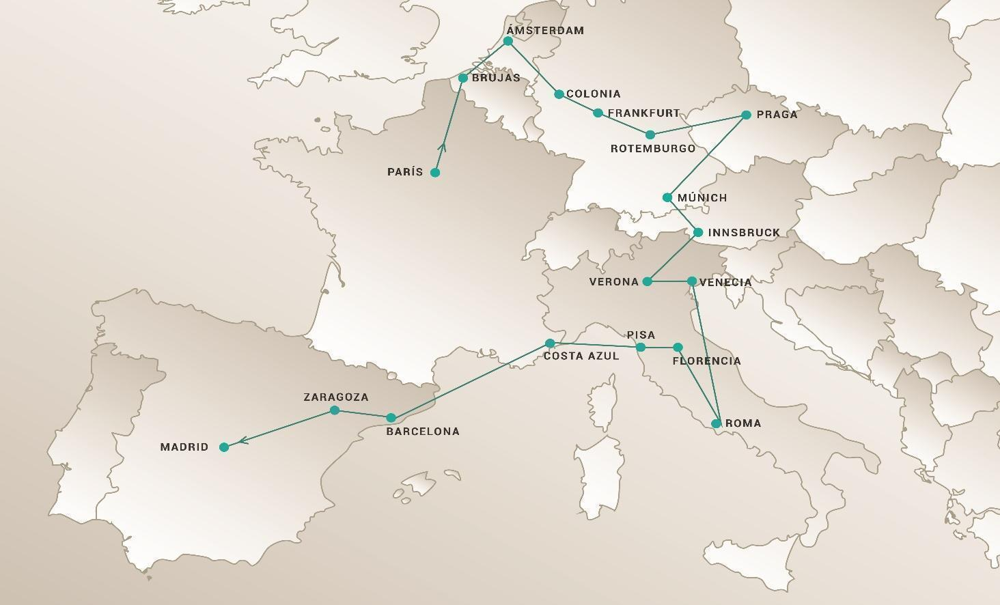 ÁMSTERDAM
BRUJAS
COLONIA
FRANKFURT
PRAGA
ROTEMBURGO
PARÍS
MÚNICH
INNSBRUCK
VERONA
VENECIA
PISA
COSTA AZUL
FLORENCIA
ZARAGOZA
ROMA
BARCELONA
MADRID